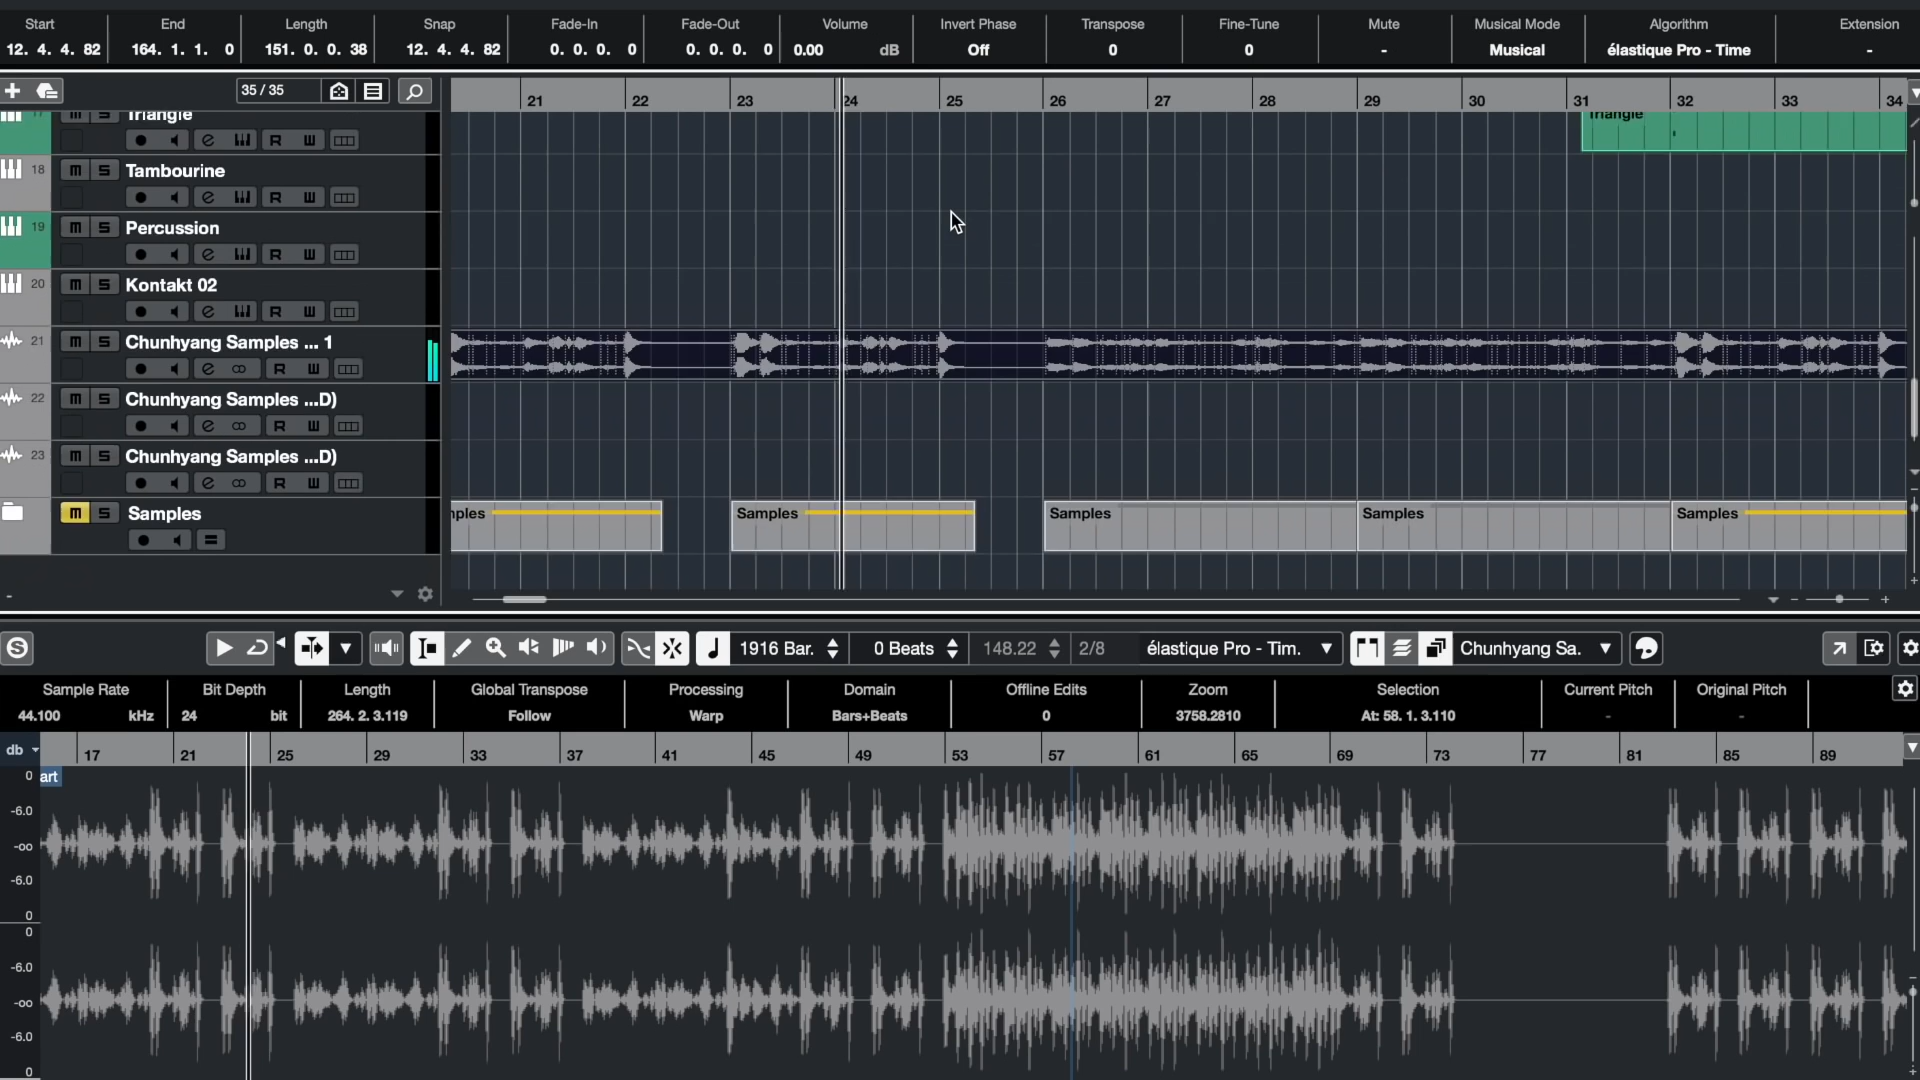 Start End Length Snap Fade-In Fade-Out Volume Invert Phase Transpose Fine-Tune Mute Musical Mode Algorithm Extension
12. 4. 4. 82 164. 1. 1. 0 151. 0. 0. 38 12. 4. 4. 82 0. 0. 0. 0 0. 0. 0. 0 0.00 dB Off 0 0 - Musical élastique Pro - Time -
35 / 35
21 22 23 24 25 26 27 28 29 30 31 32 33 34
17 m S Triangle
e R W
Triangle
18 m S Tambourine
e R W
19 m S Percussion
e R W
20 m S Kontakt 02
e R W
21 m S Chunhyang Samples ... 1
e R W
22 m S Chunhyang Samples ...D)
e R W
23 m S Chunhyang Samples ...D)
e R W
m S Samples
mples Samples Samples Samples Samples
-
S 1916 Bar. 0 Beats 148.22 2/8 élastique Pro - Tim. Chunhyang Sa.
Sample Rate Bit Depth Length Global Transpose Processing Domain Offline Edits Zoom Selection Current Pitch Original Pitch
44.100 kHz 24 bit 264. 2. 3.119 Follow Warp Bars+Beats 0 3758.2810 At: 58. 1. 3.110 - -
db 17 21 25 29 33 37 41 45 49 53 57 61 65 69 73 77 81 85 89
0 art
-6.0
-oo
-6.0
0
0
-6.0
-oo
-6.0
0